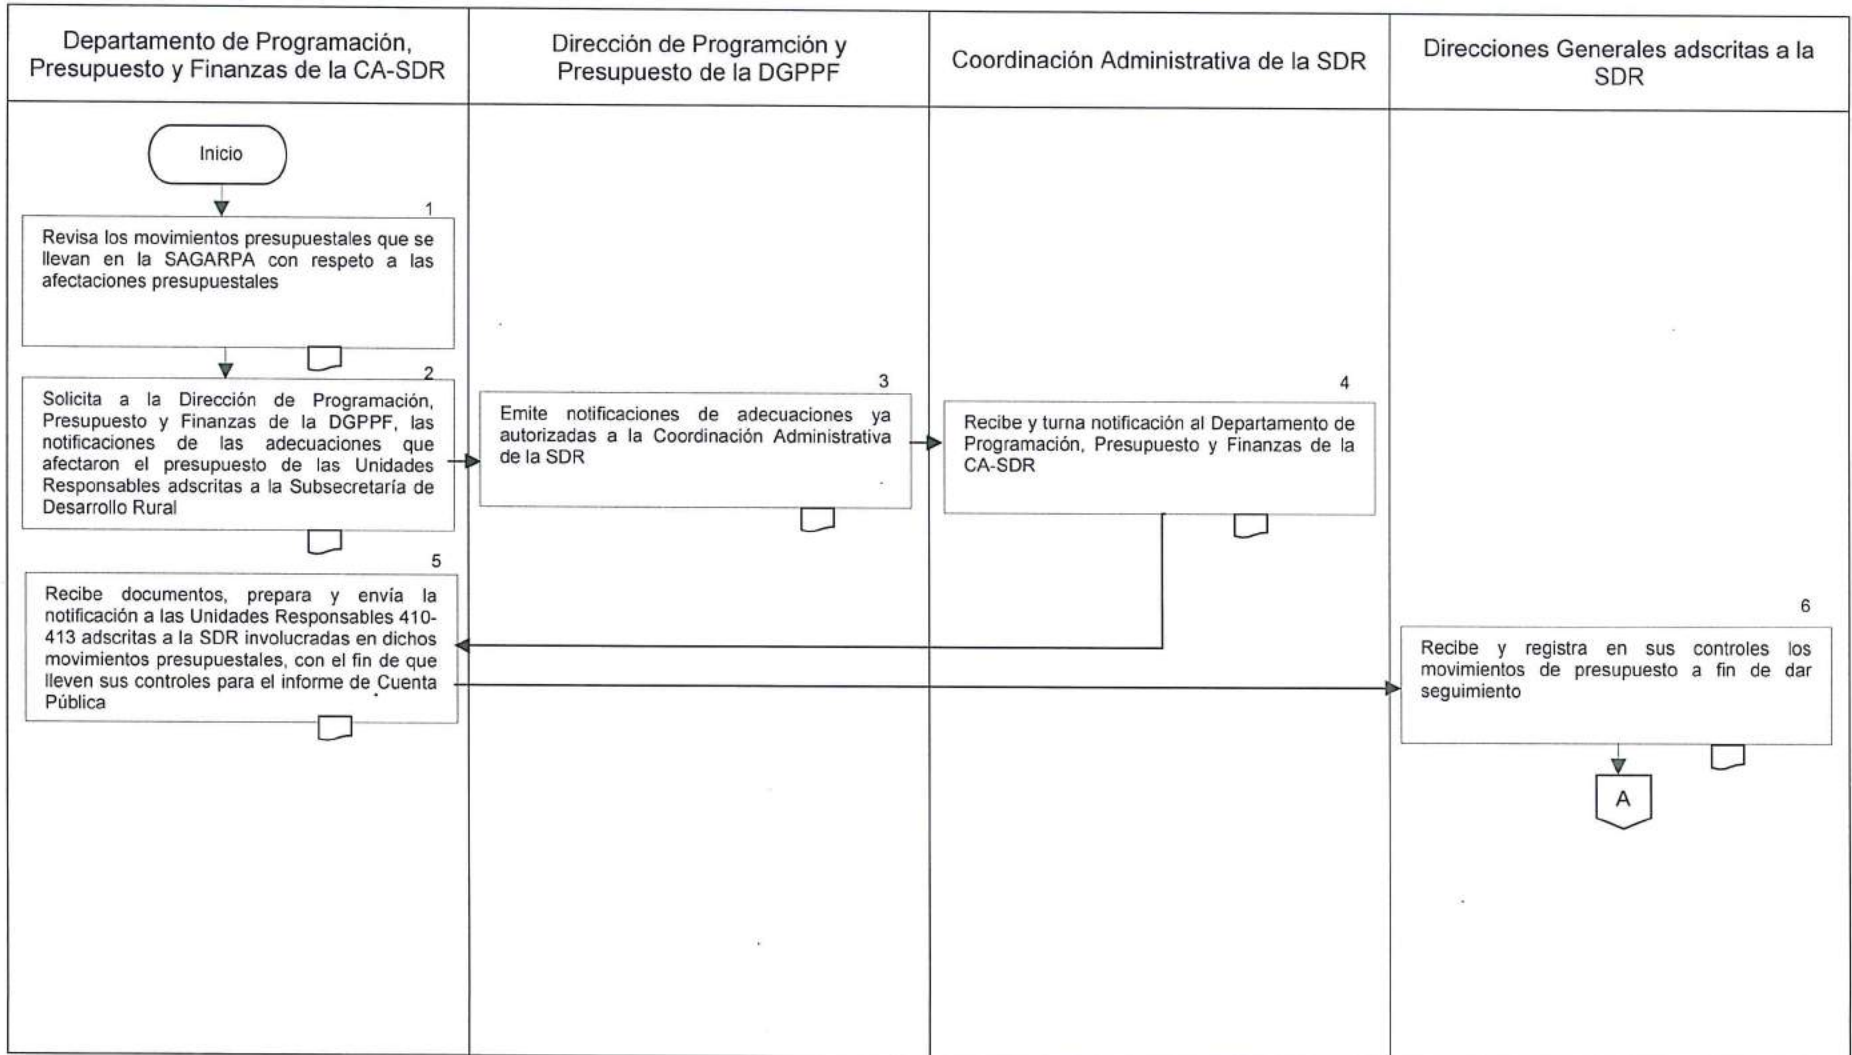 Departamento de Programación,
Presupuesto y Finanzas de la CA-SDR
Dirección de Programción y
Presupuesto de la DGPPF
Coordinación Administrativa de la SDR
Direcciones Generales adscritas a la
SDR
Inicio
1
Revisa los movimientos presupuestales que se
llevan en la SAGARPA con respeto a las
afectaciones presupuestales
2
Solicita a la Dirección de Programación,
Presupuesto y Finanzas de la DGPPF, las
notificaciones de las adecuaciones que
afectaron el presupuesto de las Unidades
Responsables adscritas a la Subsecretaría de
Desarrollo Rural
3
Emite notificaciones de adecuaciones ya
autorizadas a la Coordinación Administrativa
de la SDR
4
Recibe y turna notificación al Departamento de
Programación, Presupuesto y Finanzas de la
CA-SDR
5
Recibe documentos, prepara y envía la
notificación a las Unidades Responsables 410-
413 adscritas a la SDR involucradas en dichos
movimientos presupuestales, con el fin de que
lleven sus controles para el informe de Cuenta
Pública
6
Recibe y registra en sus controles los
movimientos de presupuesto a fin de dar
seguimiento
A